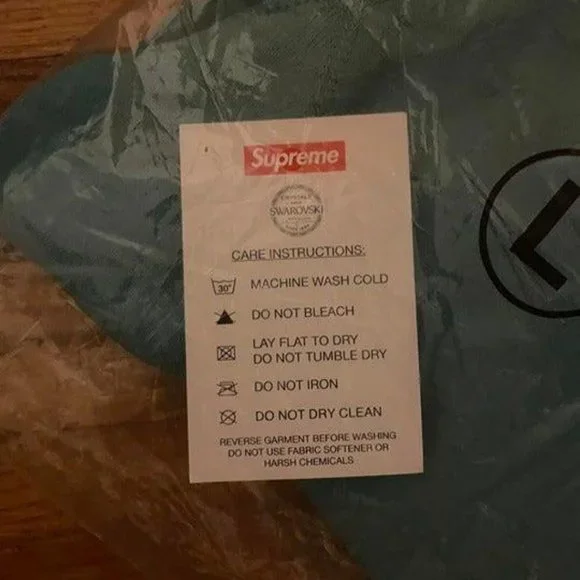 Supreme
CRYSTALS
SWAROVSKI
CARE INSTRUCTIONS:
30° MACHINE WASH COLD
DO NOT BLEACH
LAY FLAT TO DRY
DO NOT TUMBLE DRY
DO NOT IRON
DO NOT DRY CLEAN
REVERSE GARMENT BEFORE WASHING
DO NOT USE FABRIC SOFTENER OR
HARSH CHEMICALS
L